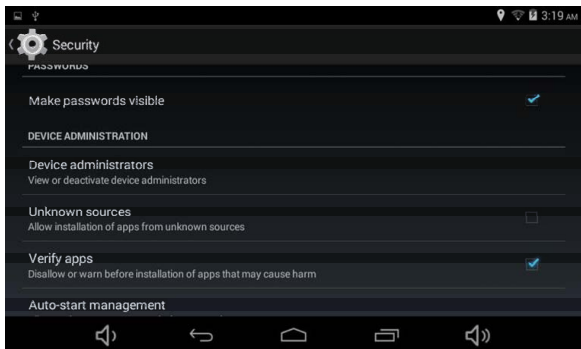 3:19 AM
Security
PASSWORDS
Make passwords visible
DEVICE ADMINISTRATION
Device administrators
View or deactivate device administrators
Unknown sources
Allow installation of apps from unknown sources
Verify apps
Disallow or warn before installation of apps that may cause harm
Auto-start management